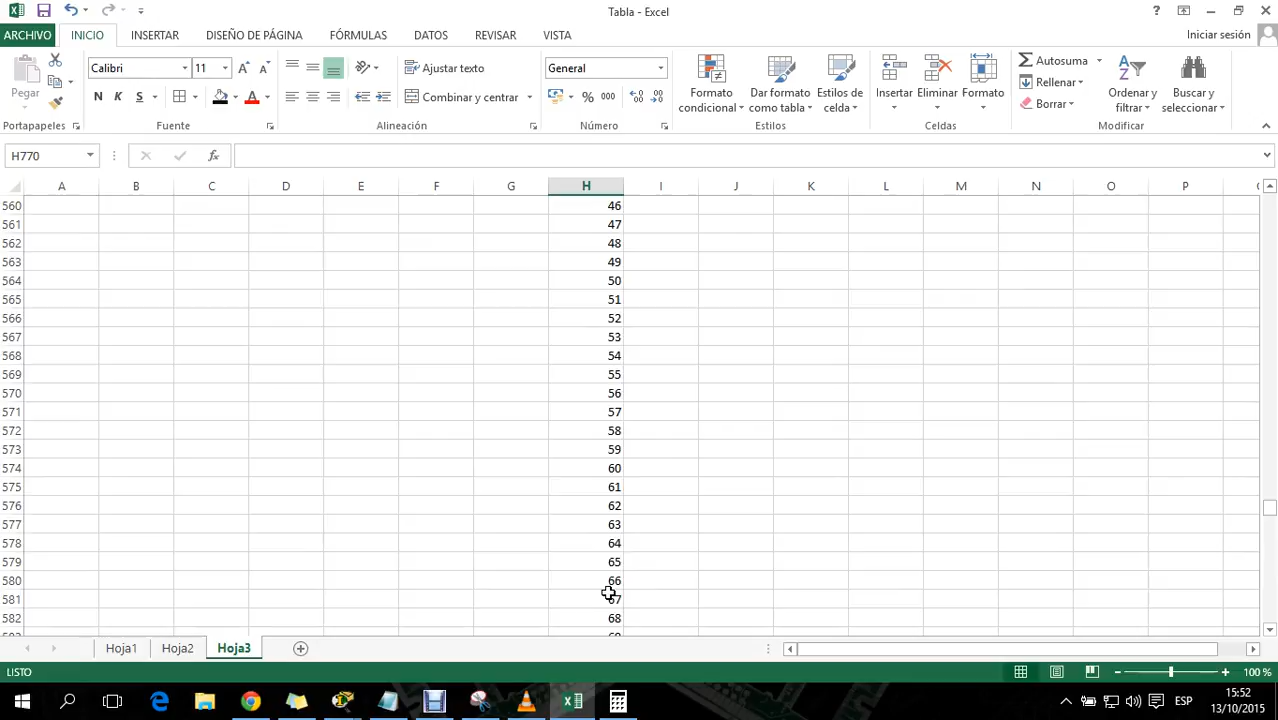 Tabla - Excel
ARCHIVO INICIO INSERTAR DISEÑO DE PÁGINA FÓRMULAS DATOS REVISAR VISTA Iniciar sesión
Calibri 11 Ajustar texto General Autosuma
Pegar Formato condicional Dar formato como tabla Estilos de celda Insertar Eliminar Formato Rellenar Ordenar y filtrar Buscar y seleccionar
N K S Combinar y centrar % 000 Borrar
Portapapeles Fuente Alineación Número Estilos Celdas Modificar
H770 fx
A B C D E F G H I J K L M N O P
560 46
561 47
562 48
563 49
564 50
565 51
566 52
567 53
568 54
569 55
570 56
571 57
572 58
573 59
574 60
575 61
576 62
577 63
578 64
579 65
580 66
581 67
582 68
Hoja1 Hoja2 Hoja3
LISTO 100 %
ESP 15:52
13/10/2015